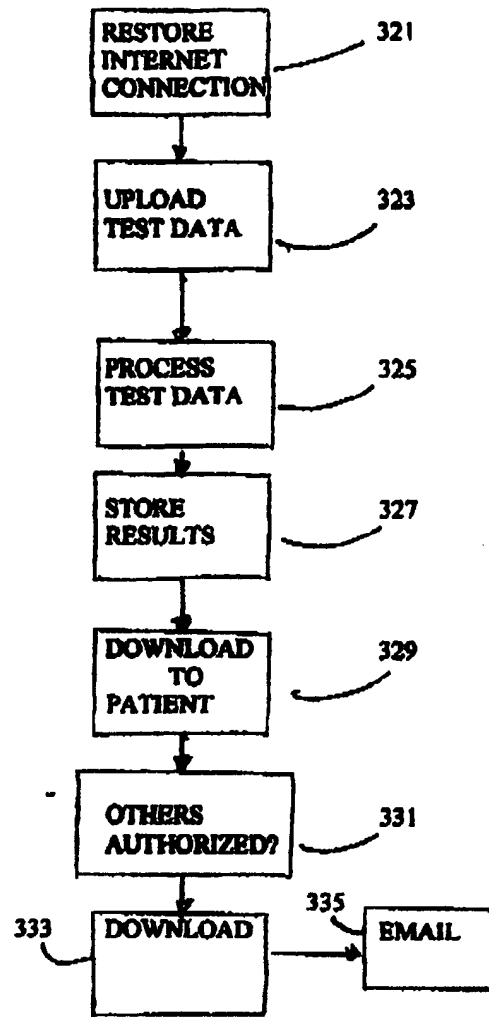 RESTORE
INTERNET
CONNECTION
321
UPLOAD
TEST DATA
323
PROCESS
TEST DATA
325
STORE
RESULTS
327
DOWNLOAD
TO
PATIENT
329
OTHERS
AUTHORIZED?
331
333
DOWNLOAD
335
EMAIL